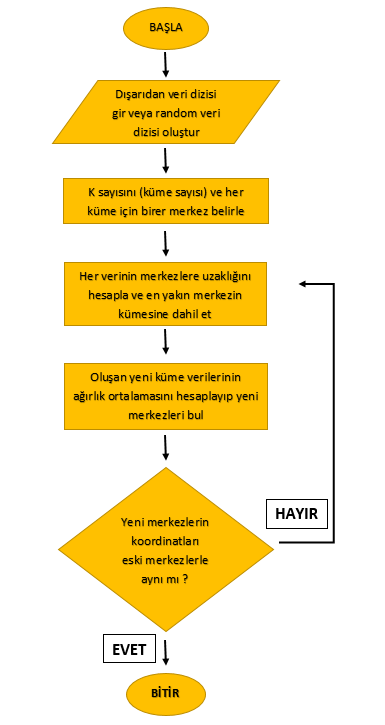 BAŞLA
Dışarıdan veri dizisi
gir veya random veri
dizisi oluştur
K sayısını (küme sayısı) ve her
küme için birer merkez belirle
Her verinin merkezlere uzaklığını
hesapla ve en yakın merkezin
kümesine dahil et
Oluşan yeni küme verilerinin
ağırlık ortalamasını hesaplayıp yeni
merkezleri bul
Yeni merkezlerin
koordinatları
eski merkezlerle
aynı mı ?
HAYIR
EVET
BİTİR